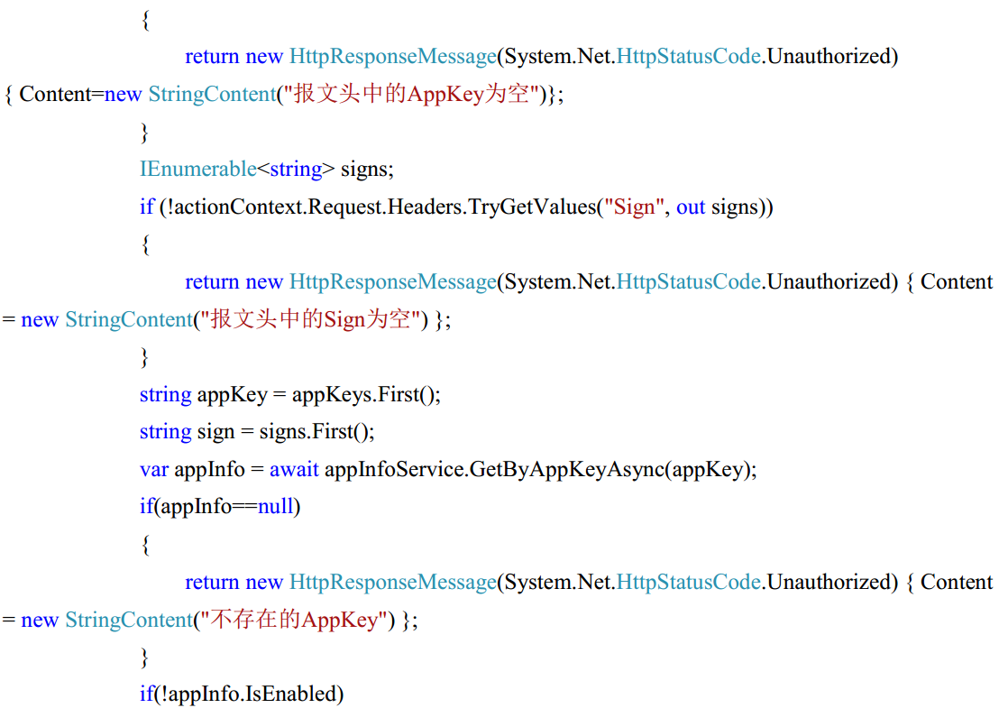 {
return new HttpResponseMessage(System.Net.HttpStatusCode.Unauthorized)
{ Content=new StringContent("报文头中的AppKey为空")};
}
IEnumerable<string> signs;
if (!actionContext.Request.Headers.TryGetValues("Sign", out signs))
{
return new HttpResponseMessage(System.Net.HttpStatusCode.Unauthorized) { Content
= new StringContent("报文头中的Sign为空") };
}
string appKey = appKeys.First();
string sign = signs.First();
var appInfo = await appInfoService.GetByAppKeyAsync(appKey);
if(appInfo==null)
{
return new HttpResponseMessage(System.Net.HttpStatusCode.Unauthorized) { Content
= new StringContent("不存在的AppKey") };
}
if(!appInfo.IsEnabled)